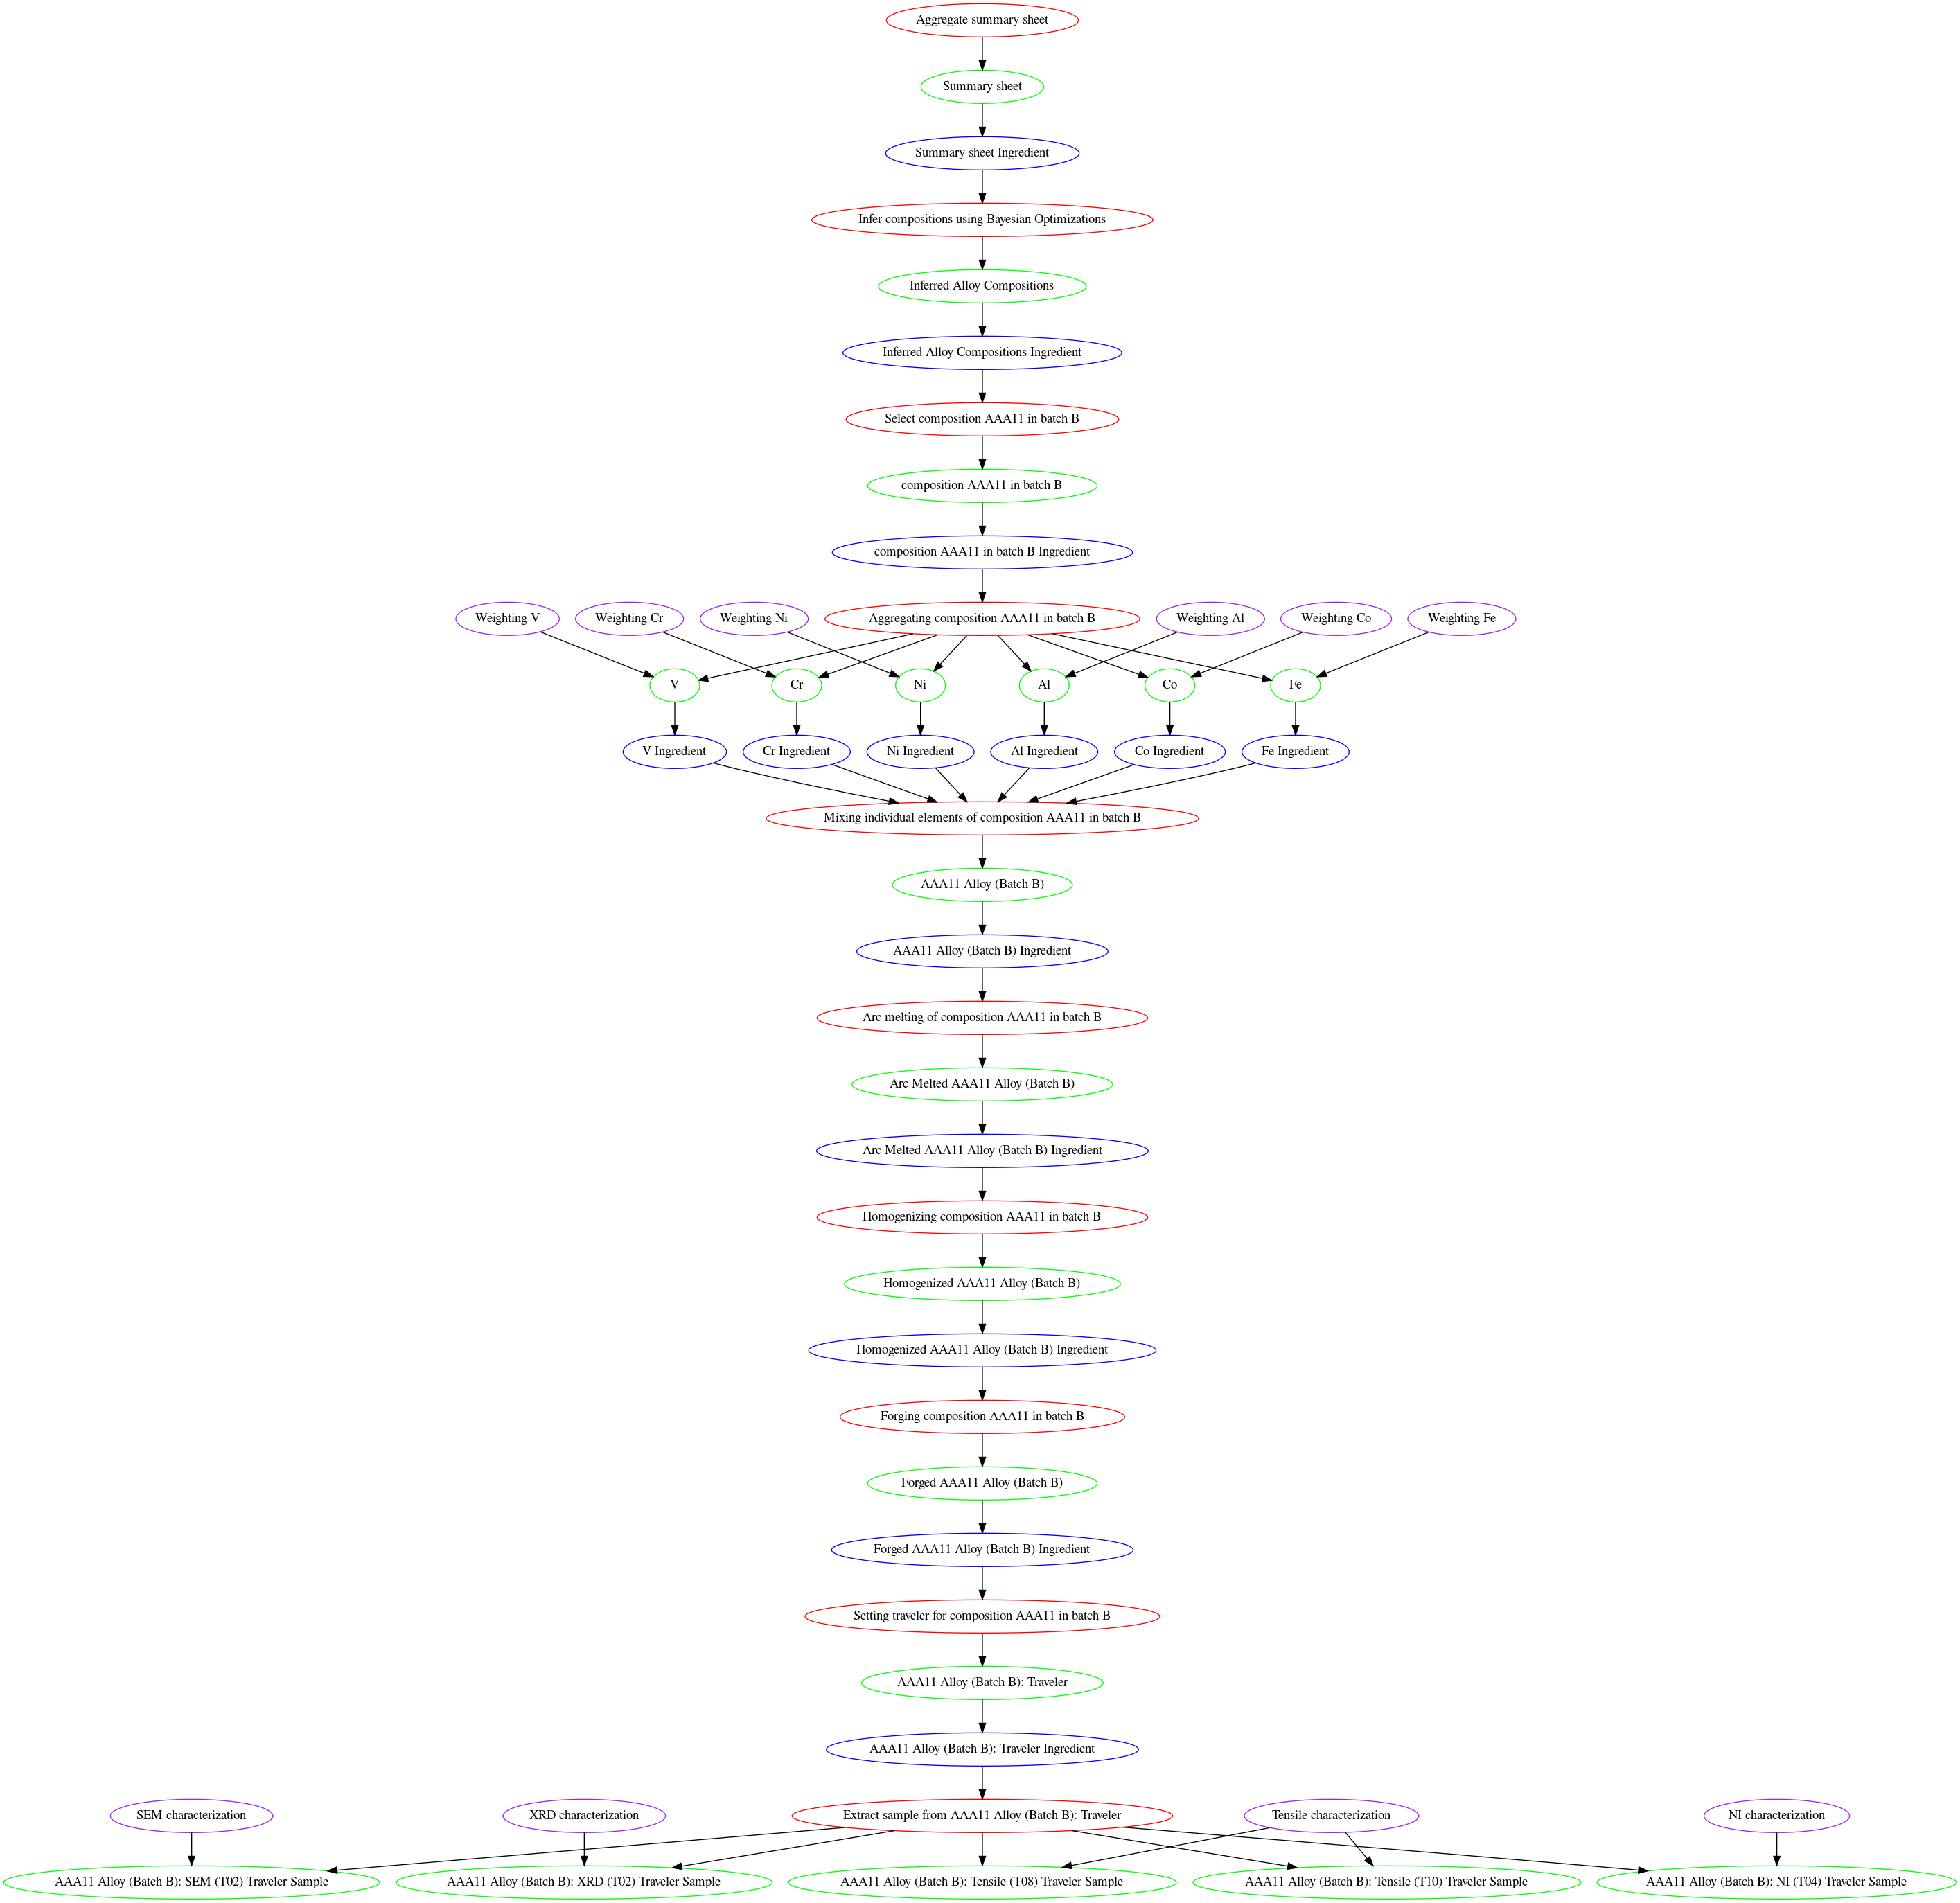 Aggregate summary sheet
Summary sheet
Summary sheet Ingredient
Infer compositions using Bayesian Optimizations
Inferred Alloy Compositions
Inferred Alloy Compositions Ingredient
Select composition AAA11 in batch B
composition AAA11 in batch B
composition AAA11 in batch B Ingredient
Weighting V
Weighting Cr
Weighting Ni
Aggregating composition AAA11 in batch B
Weighting Al
Weighting Co
Weighting Fe
V
Cr
Ni
Al
Co
Fe
V Ingredient
Cr Ingredient
Ni Ingredient
Al Ingredient
Co Ingredient
Fe Ingredient
Mixing individual elements of composition AAA11 in batch B
AAA11 Alloy (Batch B)
AAA11 Alloy (Batch B) Ingredient
Arc melting of composition AAA11 in batch B
Arc Melted AAA11 Alloy (Batch B)
Arc Melted AAA11 Alloy (Batch B) Ingredient
Homogenizing composition AAA11 in batch B
Homogenized AAA11 Alloy (Batch B)
Homogenized AAA11 Alloy (Batch B) Ingredient
Forging composition AAA11 in batch B
Forged AAA11 Alloy (Batch B)
Forged AAA11 Alloy (Batch B) Ingredient
Setting traveler for composition AAA11 in batch B
AAA11 Alloy (Batch B): Traveler
AAA11 Alloy (Batch B): Traveler Ingredient
SEM characterization
XRD characterization
Extract sample from AAA11 Alloy (Batch B): Traveler
Tensile characterization
NI characterization
AAA11 Alloy (Batch B): SEM (T02) Traveler Sample
AAA11 Alloy (Batch B): XRD (T02) Traveler Sample
AAA11 Alloy (Batch B): Tensile (T08) Traveler Sample
AAA11 Alloy (Batch B): Tensile (T10) Traveler Sample
AAA11 Alloy (Batch B): NI (T04) Traveler Sample